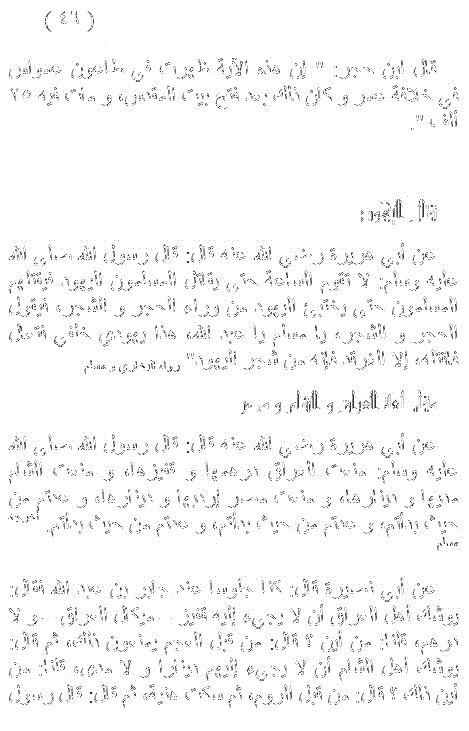 ( ٤٦ )
قال ابن حجر: " إن هذه الآية ظهرت في طاعون عمواس
في خلافة عمر و كان ذلك بعد فتح بيت المقدس، و مات فيه ٢٥
ألف ".
قتال اليهود:
عن أبي هريرة رضي الله عنه قال: قال رسول الله صلى الله
عليه وسلم: لا تقوم الساعة حتى يقاتل المسلمون اليهود فيقتلهم
المسلمون حتى يختبئ اليهود من وراء الحجر و الشجر، فيقول
الحجر و الشجر، يا مسلم يا عبد الله، هذا يهودي خلفي فتعال
فاقتله، إلا الغرقد فإنه من شجر اليهود" رواه البخاري و مسلم
أهل العراق و الشام و مصر
عن أبي هريرة رضي الله عنه قال: قال رسول الله صلى الله
عليه وسلم: منعت العراق درهمها و قفيزها، و منعت الشام
مديها و دينارها، و منعت مصر إردبها و دينارها، و عدتم من
حيث بدأتم، و عدتم من حيث بدأتم، و عدتم من حيث بدأتم. أخرجه
مسلم
عن أبي نضرة قال: كنا جلوسا عند جابر بن عبد الله فقال:
يوشك أهل العراق أن لا يجيء إليه قفيز - مكيال العراق - و لا
درهم، قلنا: من أين ؟ قال: من قبل العجم يمنعون ذلك، ثم قال:
يوشك أهل الشام أن لا يجيء إليهم دينار و لا مدي، قلنا: من
أين ذلك ؟ قال: من قبل الروم، ثم سكت هنية، ثم قال: قال رسول